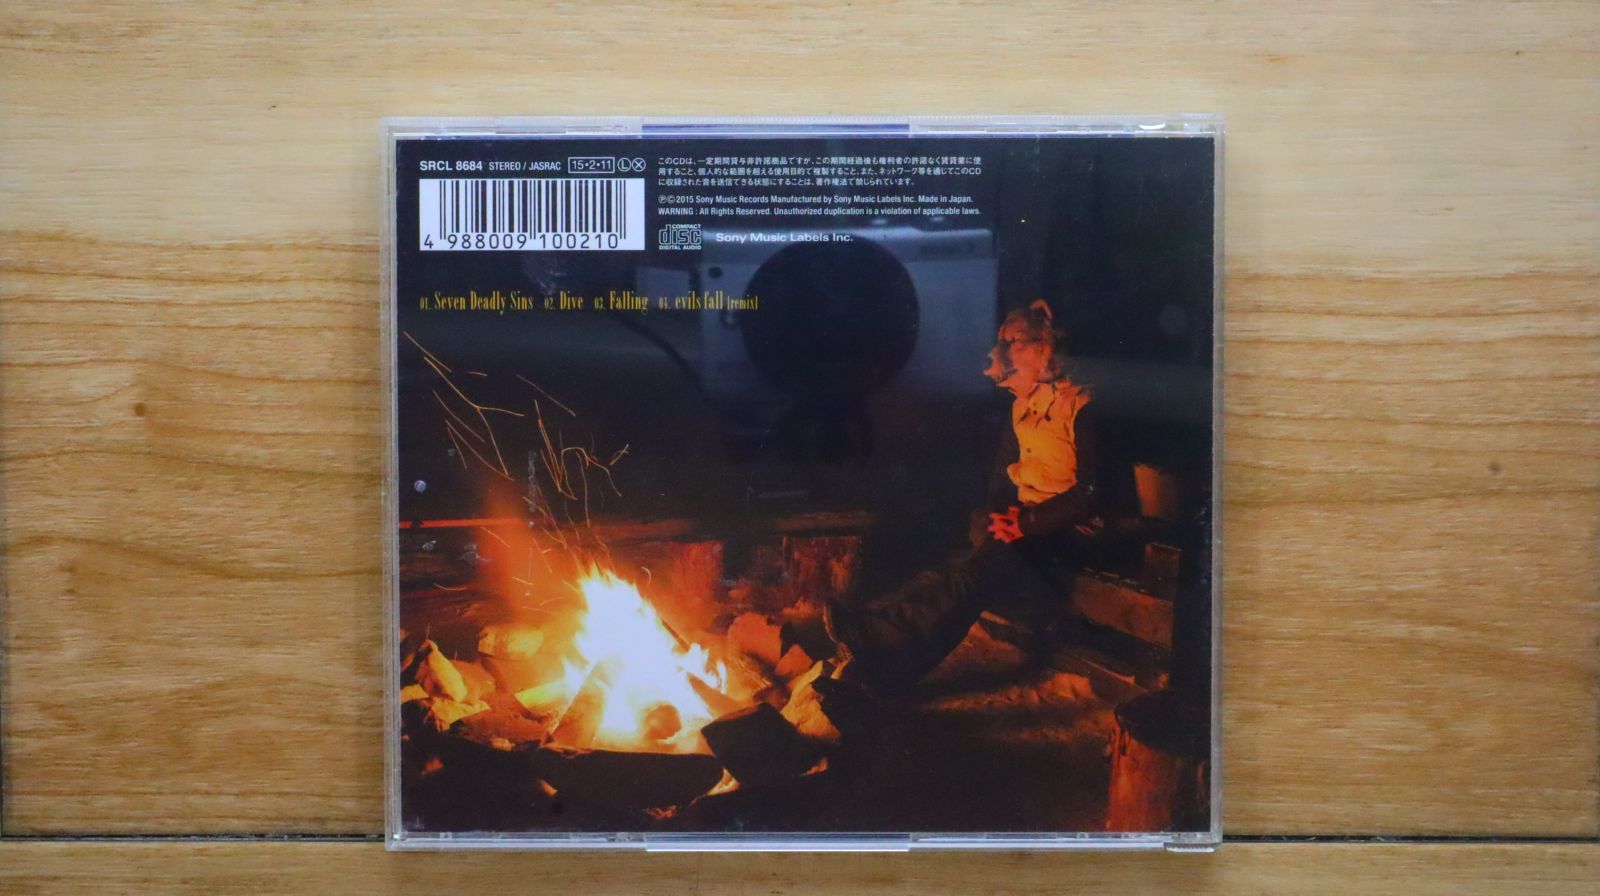 SRCL 8684 STEREO / JASRAC 15・2・11 Ⓛ Ⓧ
4 988009 100210
このCDは、一定期間貸与非許諾商品ですが、この期間経過後も権利者の許諾なく賃貸業に使
用すること、個人的な範囲を超える使用目的で複製すること、また、ネットワーク等を通じてこのCD
に収録された音を送信できる状態にすることは、著作権法で禁じられています。
ⓅⒸ2015 Sony Music Records Manufactured by Sony Music Labels Inc. Made in Japan.
WARNING : All Rights Reserved. Unauthorized duplication is a violation of applicable laws.
COMPACT
disc
DIGITAL AUDIO
Sony Music Labels Inc.
01. Seven Deadly Sins 02. Dive 03. Falling 04. evils fall [remix]